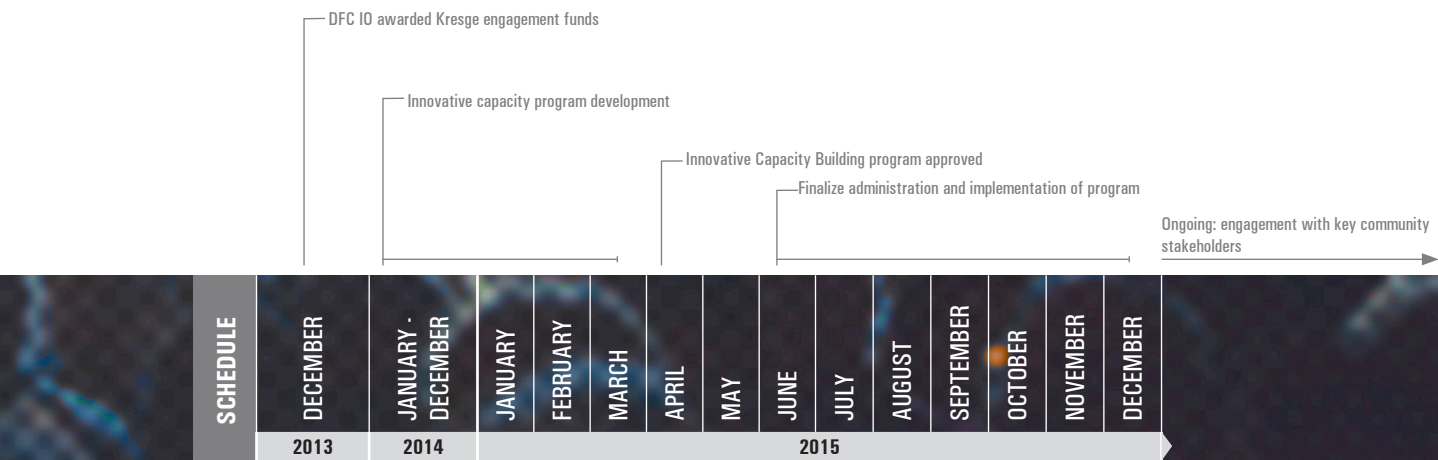 DFC IO awarded Kresge engagement funds
Innovative capacity program development
Innovative Capacity Building program approved
Finalize administration and implementation of program
Ongoing: engagement with key community
stakeholders
SCHEDULE
DECEMBER
JANUARY -
DECEMBER
JANUARY
FEBRUARY
MARCH
APRIL
MAY
JUNE
JULY
AUGUST
SEPTEMBER
OCTOBER
NOVEMBER
DECEMBER
2013
2014
2015